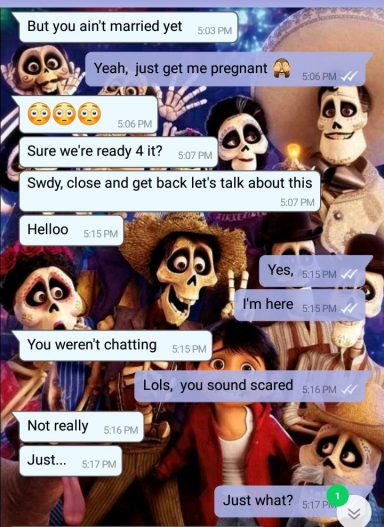 But you ain't married yet
5:03 PM
Yeah, just get me pregnant 🙈
5:06 PM
😳😳😳
5:06 PM
Sure we're ready 4 it?
5:07 PM
Swdy, close and get back let's talk about this
5:07 PM
Helloo
5:15 PM
Yes,
5:15 PM
I'm here
5:15 PM
You weren't chatting
5:15 PM
Lols, you sound scared
5:16 PM
Not really
5:16 PM
Just...
5:17 PM
Just what?
5:17 P
1